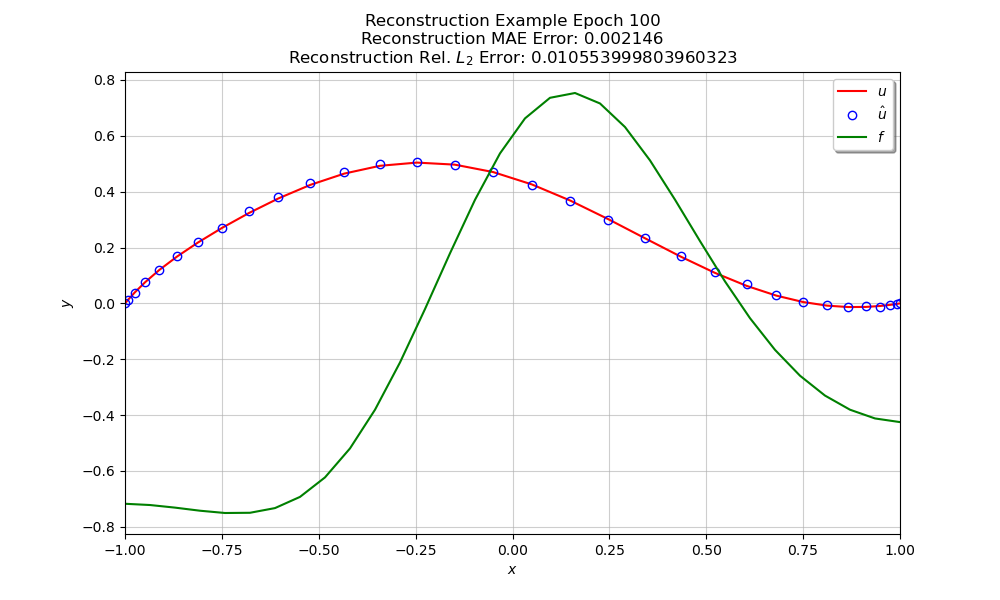 Reconstruction Example Epoch 100
Reconstruction MAE Error: 0.002146
Reconstruction Rel. L₂ Error: 0.010553999803960323
u
û
f
0.8
0.6
0.4
0.2
0.0
−0.2
−0.4
−0.6
−0.8
y
−1.00 −0.75 −0.50 −0.25 0.00 0.25 0.50 0.75 1.00
x